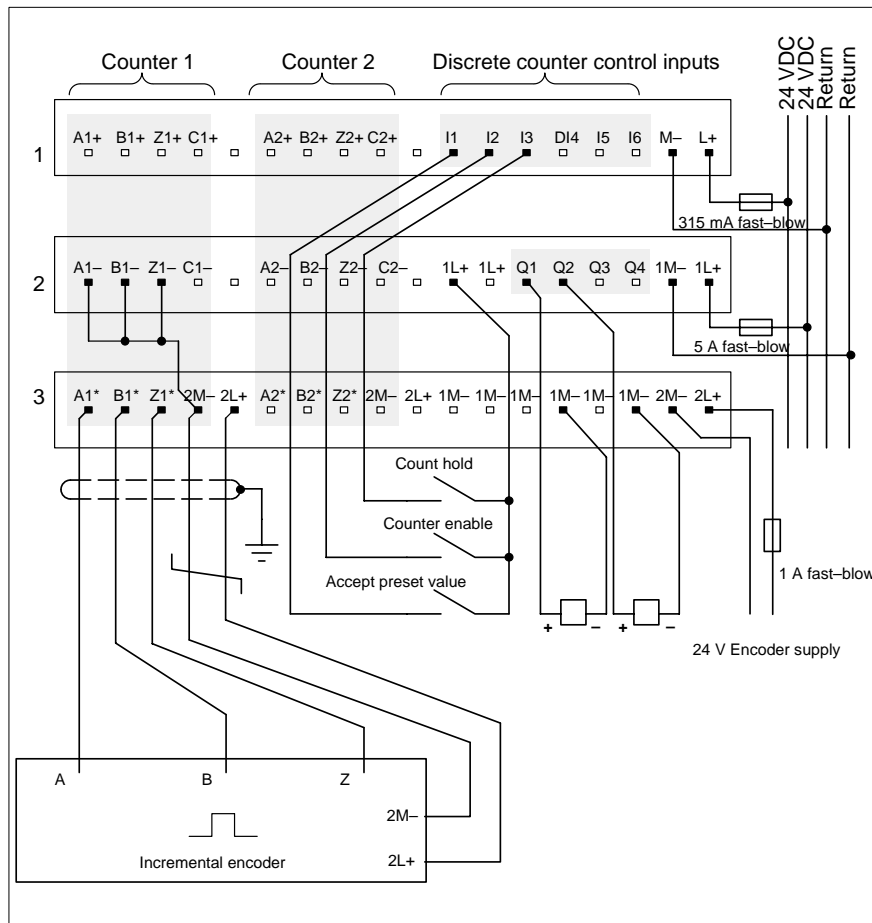 Counter 1 Counter 2 Discrete counter control inputs
24 VDC
24 VDC
Return
Return
1 A1+ B1+ Z1+ C1+ A2+ B2+ Z2+ C2+ I1 I2 I3 DI4 I5 I6 M– L+
315 mA fast–blow
2 A1– B1– Z1– C1– A2– B2– Z2– C2– 1L+ 1L+ Q1 Q2 Q3 Q4 1M– 1L+
5 A fast–blow
3 A1* B1* Z1* 2M– 2L+ A2* B2* Z2* 2M– 2L+ 1M– 1M– 1M– 1M– 1M– 1M– 2M– 2L+
Count hold
Counter enable
Accept preset value
1 A fast–blow
+ – + –
24 V Encoder supply
A B Z
2M–
Incremental encoder 2L+